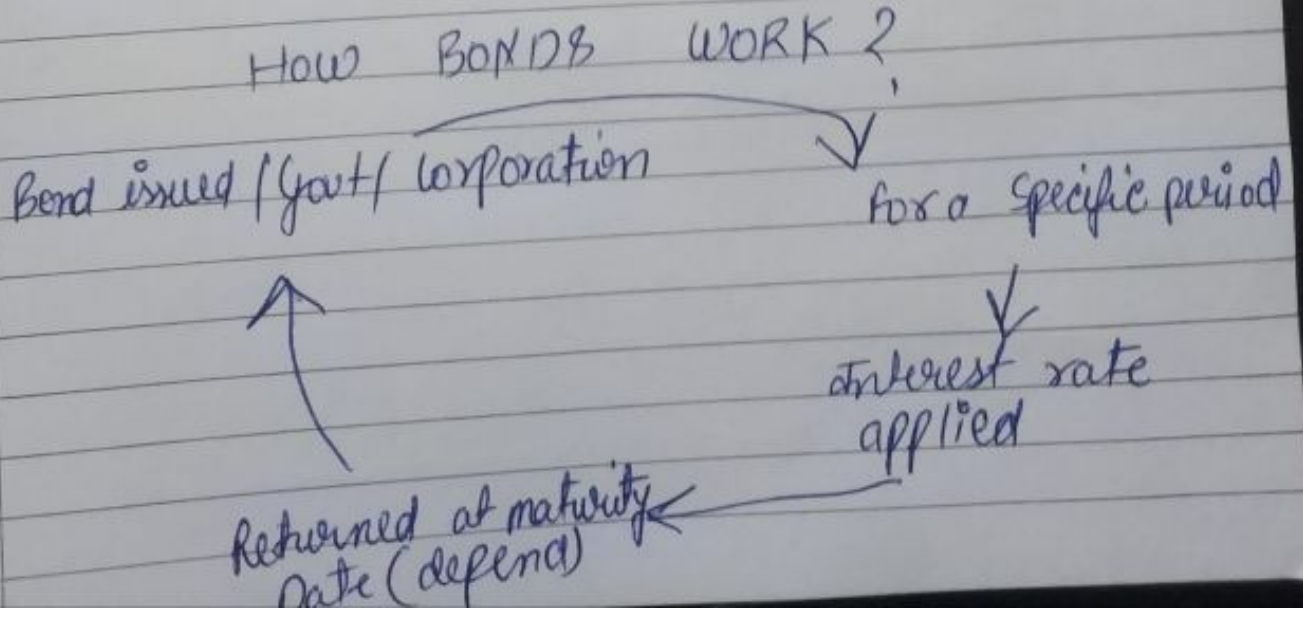 HOW BONDS WORK ?
Bond issued / Govt / Corporation
for a specific period
Interest rate
applied
Returned at maturity
Date (depend)